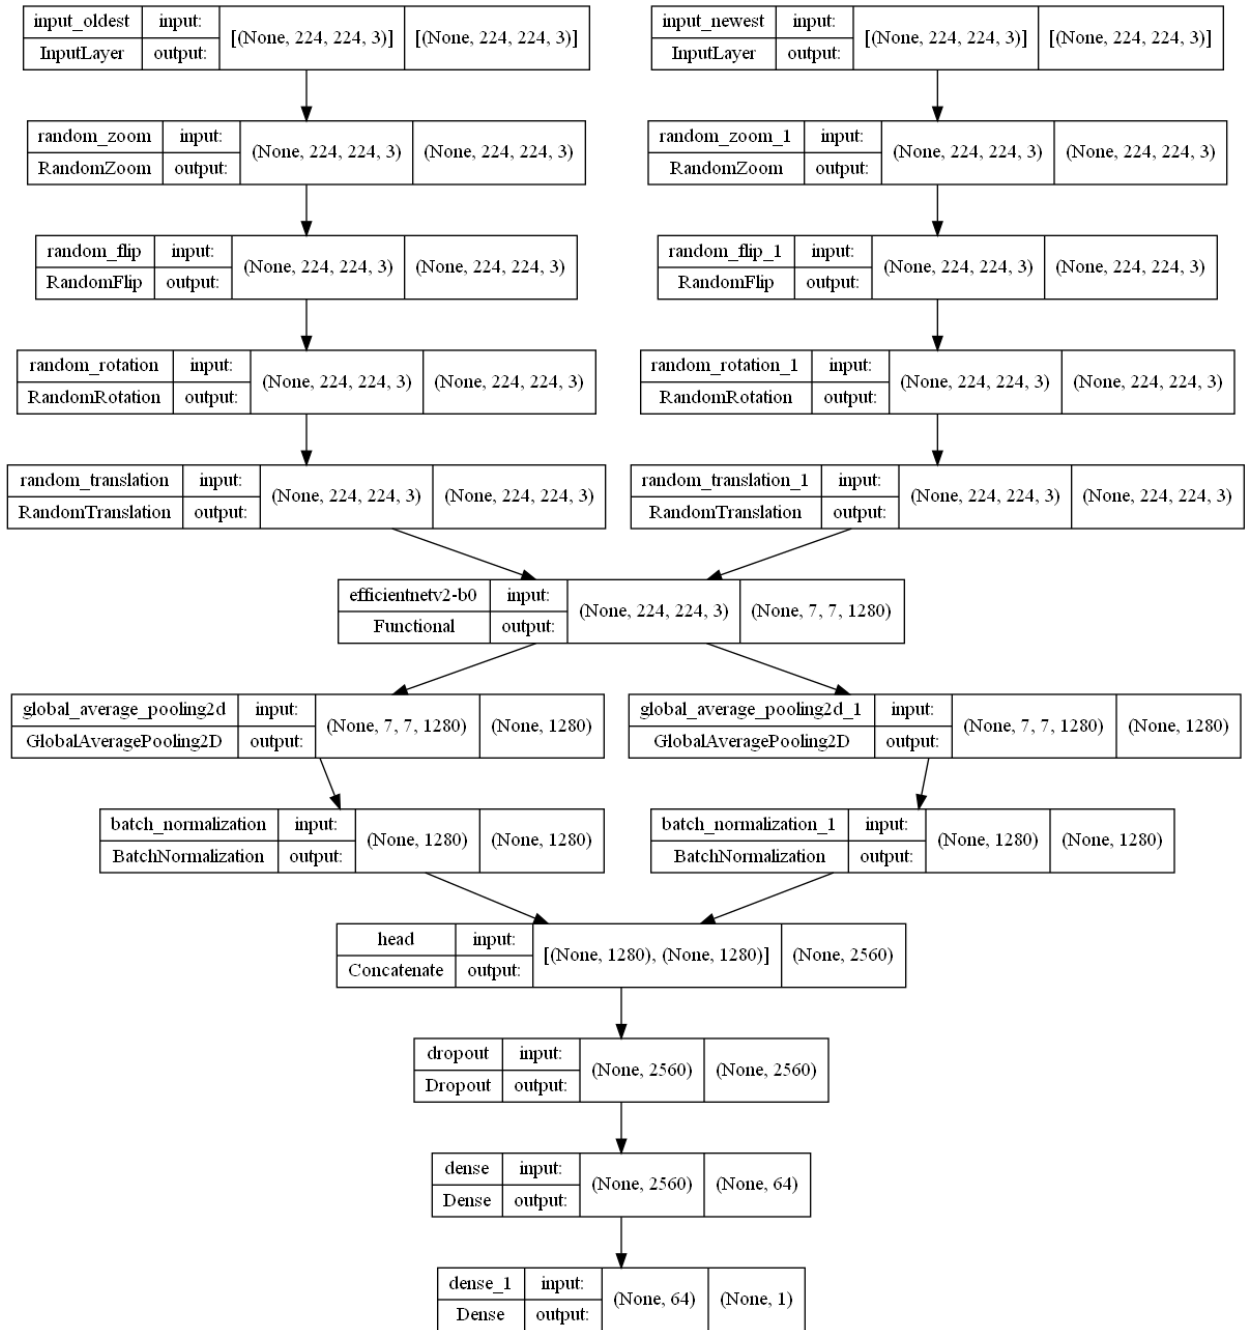 input_oldest input: [(None, 224, 224, 3)] [(None, 224, 224, 3)]
InputLayer output:
input_newest input: [(None, 224, 224, 3)] [(None, 224, 224, 3)]
InputLayer output:
random_zoom input: (None, 224, 224, 3) (None, 224, 224, 3)
RandomZoom output:
random_zoom_1 input: (None, 224, 224, 3) (None, 224, 224, 3)
RandomZoom output:
random_flip input: (None, 224, 224, 3) (None, 224, 224, 3)
RandomFlip output:
random_flip_1 input: (None, 224, 224, 3) (None, 224, 224, 3)
RandomFlip output:
random_rotation input: (None, 224, 224, 3) (None, 224, 224, 3)
RandomRotation output:
random_rotation_1 input: (None, 224, 224, 3) (None, 224, 224, 3)
RandomRotation output:
random_translation input: (None, 224, 224, 3) (None, 224, 224, 3)
RandomTranslation output:
random_translation_1 input: (None, 224, 224, 3) (None, 224, 224, 3)
RandomTranslation output:
efficientnetv2-b0 input: (None, 224, 224, 3) (None, 7, 7, 1280)
Functional output:
global_average_pooling2d input: (None, 7, 7, 1280) (None, 1280)
GlobalAveragePooling2D output:
global_average_pooling2d_1 input: (None, 7, 7, 1280) (None, 1280)
GlobalAveragePooling2D output:
batch_normalization input: (None, 1280) (None, 1280)
BatchNormalization output:
batch_normalization_1 input: (None, 1280) (None, 1280)
BatchNormalization output:
head input: [(None, 1280), (None, 1280)] (None, 2560)
Concatenate output:
dropout input: (None, 2560) (None, 2560)
Dropout output:
dense input: (None, 2560) (None, 64)
Dense output:
dense_1 input: (None, 64) (None, 1)
Dense output: